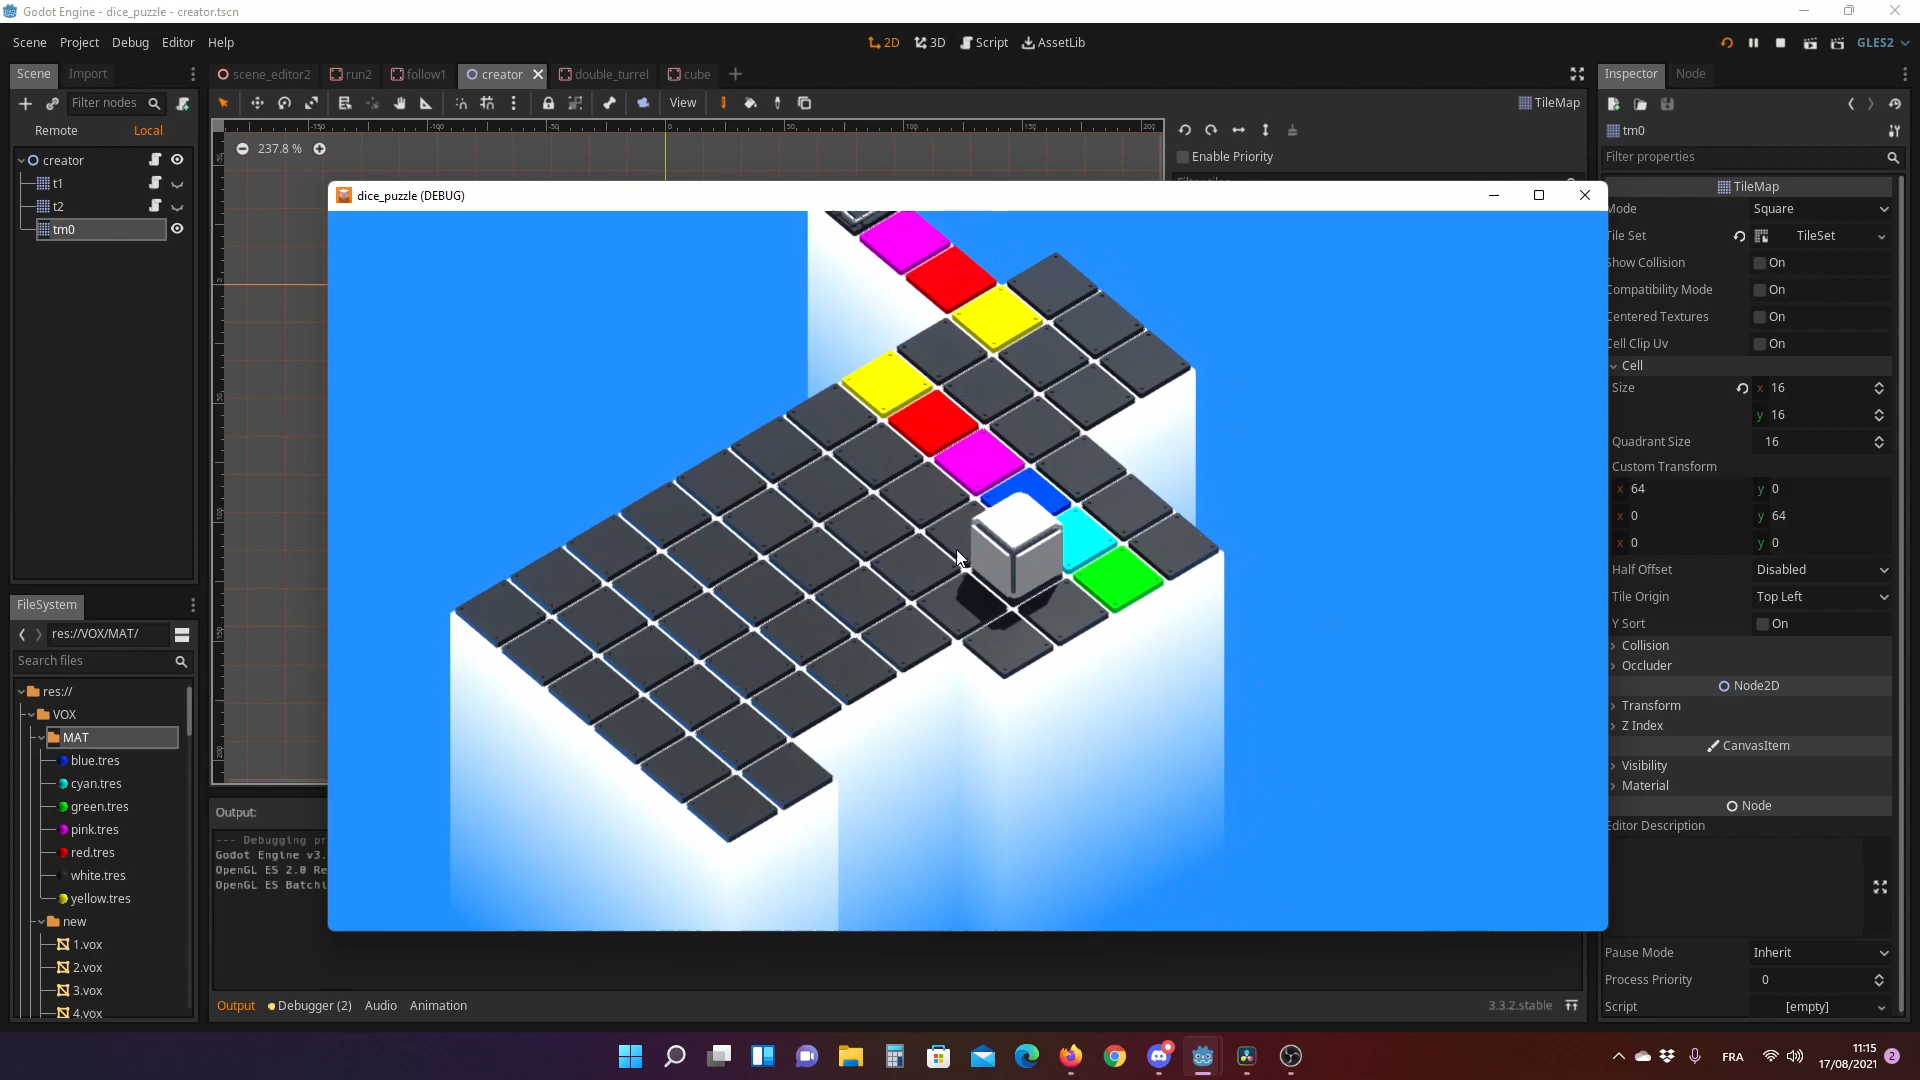 Godot Engine - dice_puzzle - creator.tscn
Scene Project Debug Editor Help
2D 3D Script AssetLib
GLES2
Scene Import
scene_editor2 run2 follow1 creator double_turrel cube
Inspector Node
Filter nodes
View
TileMap
Remote Local
tm0
237.8 %
Enable Priority
Filter properties
creator
t1
t2
tm0
dice_puzzle (DEBUG)
TileMap
Mode Square
Tile Set TileSet
Show Collision On
Compatibility Mode On
Centered Textures On
Cell Clip Uv On
Cell
Size x 16
y 16
Quadrant Size 16
Custom Transform
x 64 y 0
x 0 y 64
x 0 y 0
Half Offset Disabled
Tile Origin Top Left
Y Sort On
Collision
Occluder
Node2D
Transform
Z Index
CanvasItem
Visibility
Material
Node
Editor Description
Pause Mode Inherit
Process Priority 0
Script [empty]
FileSystem
res://VOX/MAT/
Search files
res://
VOX
MAT
blue.tres
cyan.tres
green.tres
pink.tres
red.tres
white.tres
yellow.tres
new
1.vox
2.vox
3.vox
4.vox
Output:
--- Debugging pr
Godot Engine v3.
OpenGL ES 2.0 Re
OpenGL ES Batchi
Output Debugger (2) Audio Animation
3.3.2.stable
FRA
11:15
17/08/2021
2